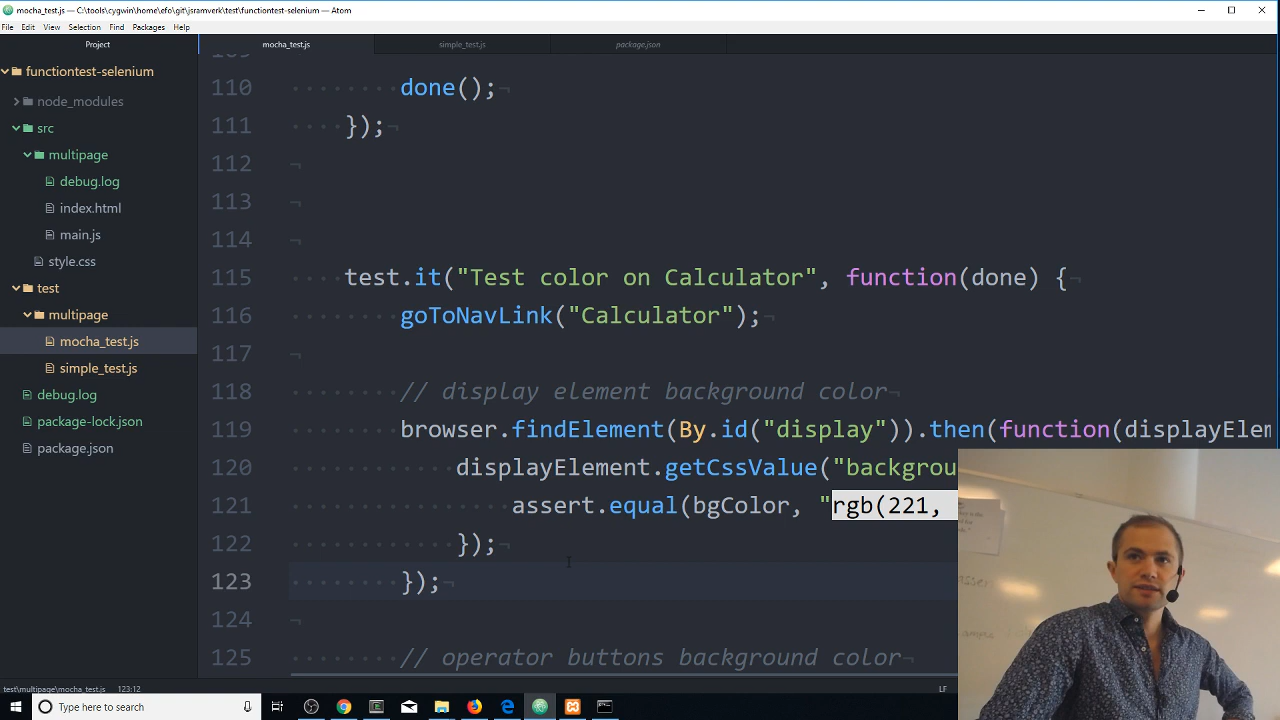 mocha_test.js — C:\tools\cygwin\home\efo\git\jsramverk\test\functiontest-selenium — Atom
File Edit View Selection Find Packages Help
Project
mocha_test.js
simple_test.js
package.json
functiontest-selenium
node_modules
src
multipage
debug.log
index.html
main.js
style.css
test
multipage
mocha_test.js
simple_test.js
debug.log
package-lock.json
package.json
110 done();
111 });
112
113
114
115 test.it("Test color on Calculator", function(done) {
116 goToNavLink("Calculator");
117
118 // display element background color
119 browser.findElement(By.id("display")).then(function(displayElem
120 displayElement.getCssValue("backgrou
121 assert.equal(bgColor, "rgb(221,
122 });
123 });
124
125 // operator buttons background color
test\multipage\mocha_test.js 123:12
LF
Type here to search